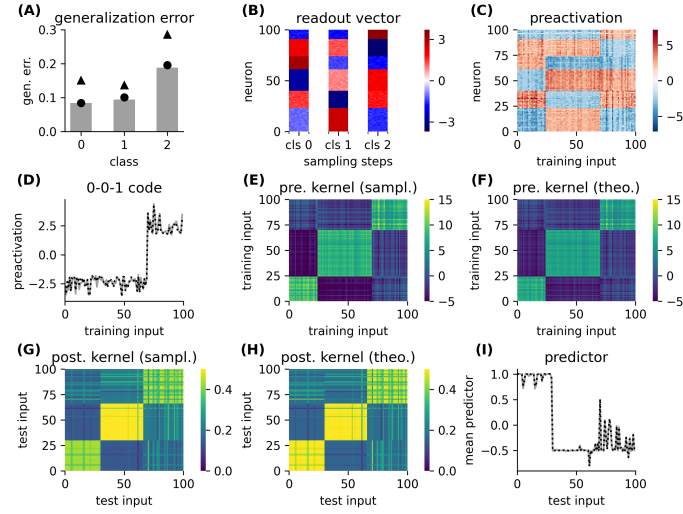 (A) generalization error
gen. err.
0.3
0.2
0.1
0.0
0 1 2
class
(B) readout vector
neuron
100
75
50
25
0
cls 0 cls 1 cls 2
sampling steps
3
0
−3
(C) preactivation
neuron
100
75
50
25
0
0 50 100
training input
5
0
−5
(D) 0-0-1 code
preactivation
2.5
0.0
−2.5
0 50 100
training input
(E) pre. kernel (sampl.)
training input
100
75
50
25
0
0 50 100
training input
15
10
5
0
−5
(F) pre. kernel (theo.)
training input
100
75
50
25
0
0 50 100
training input
15
10
5
0
−5
(G) post. kernel (sampl.)
test input
100
75
50
25
0
0 50 100
test input
0.4
0.2
0.0
(H) post. kernel (theo.)
test input
100
75
50
25
0
0 50 100
test input
0.4
0.2
0.0
(I) predictor
mean predictor
1.0
0.5
0.0
−0.5
0 50 100
test input